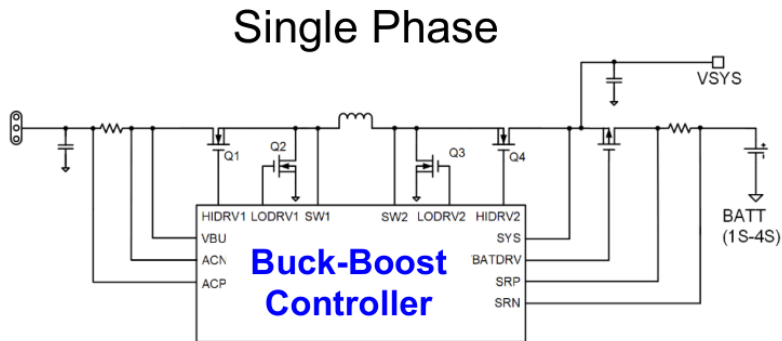 Single Phase
VSYS
Q1
Q2
Q3
Q4
HIDRV1
LODRV1
SW1
SW2
LODRV2
HIDRV2
+
-
BATT
(1S-4S)
VBU
ACN
ACP
Buck-Boost
Controller
SYS
BATDRV
SRP
SRN